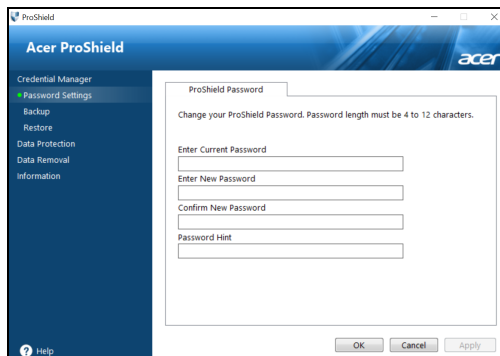 ProShield
Acer ProShield
acer
Credential Manager
Password Settings
Backup
Restore
Data Protection
Data Removal
Information
Help
ProShield Password
Change your ProShield Password. Password length must be 4 to 12 characters.
Enter Current Password
Enter New Password
Confirm New Password
Password Hint
OK Cancel Apply